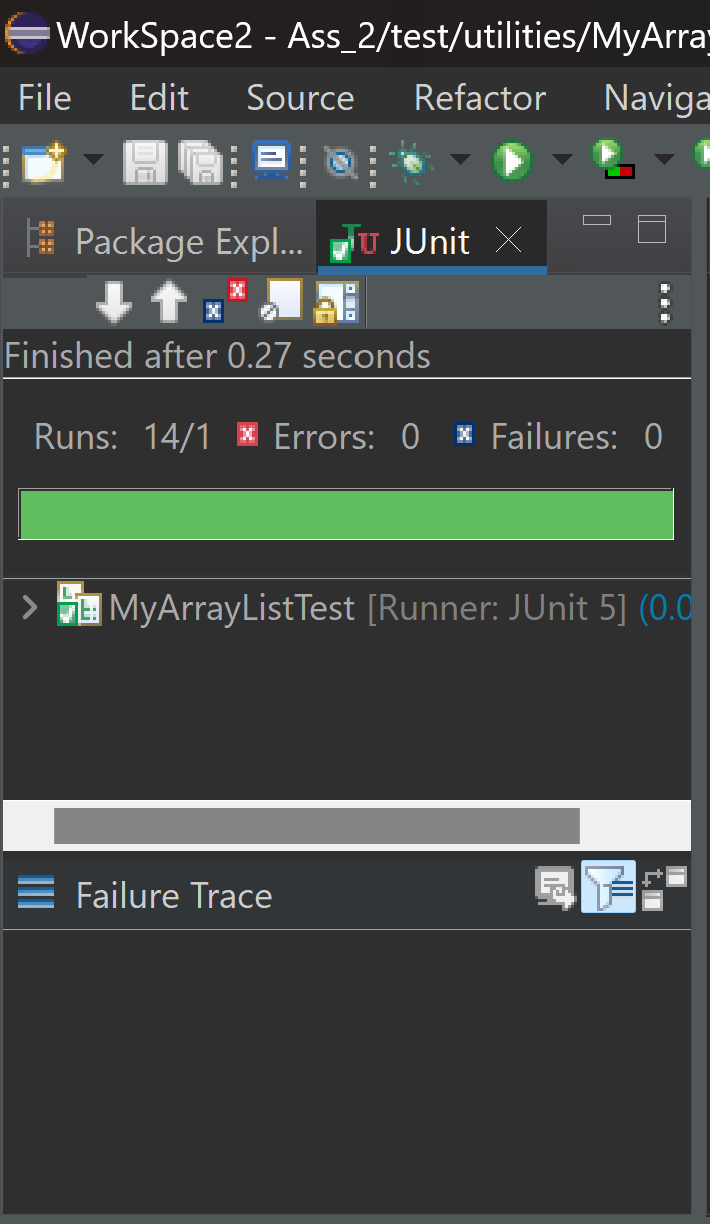 WorkSpace2 - Ass_2/test/utilities/MyArray
File Edit Source Refactor Naviga
Package Expl... JUnit
Finished after 0.27 seconds
Runs: 14/1 Errors: 0 Failures: 0
MyArrayListTest [Runner: JUnit 5] (0.0
Failure Trace